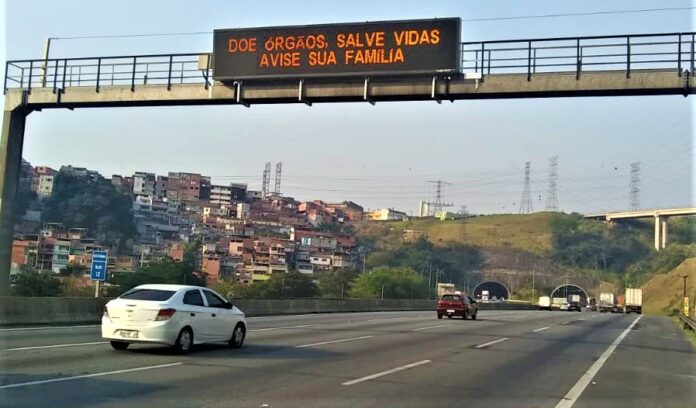 DOE ÓRGÃOS, SALVE VIDAS
AVISE SUA FAMÍLIA